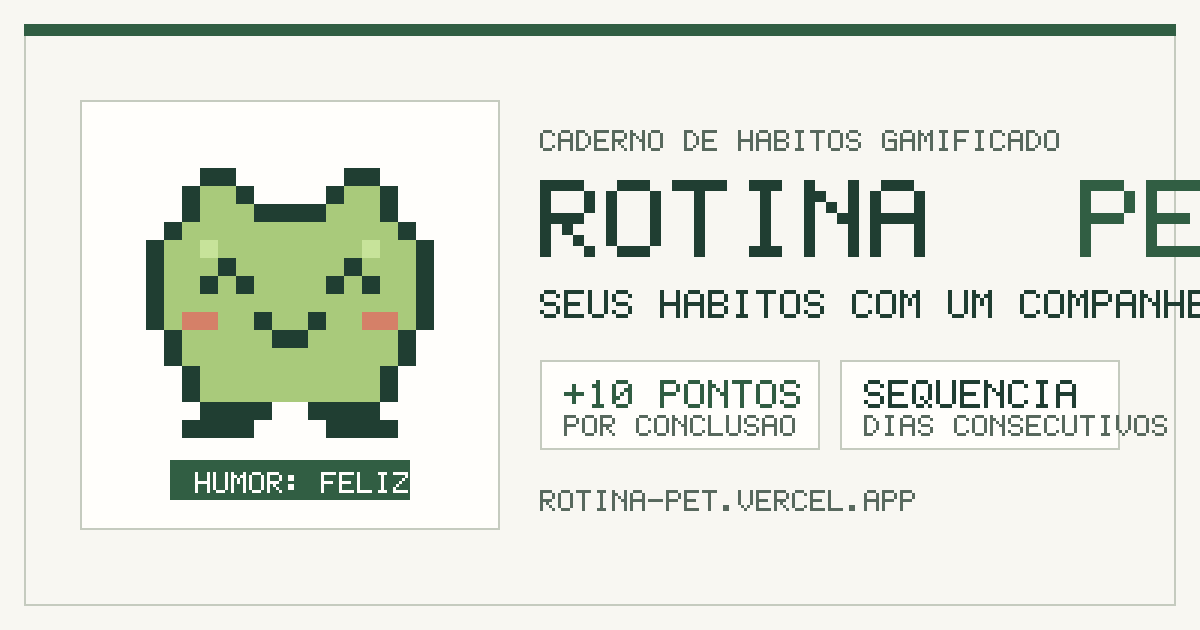 CADERNO DE HABITOS GAMIFICADO
ROTINA PE
SEUS HABITOS COM UM COMPANHE
+10 PONTOS
POR CONCLUSAO
SEQUENCIA
DIAS CONSECUTIVOS
HUMOR: FELIZ
ROTINA-PET.VERCEL.APP